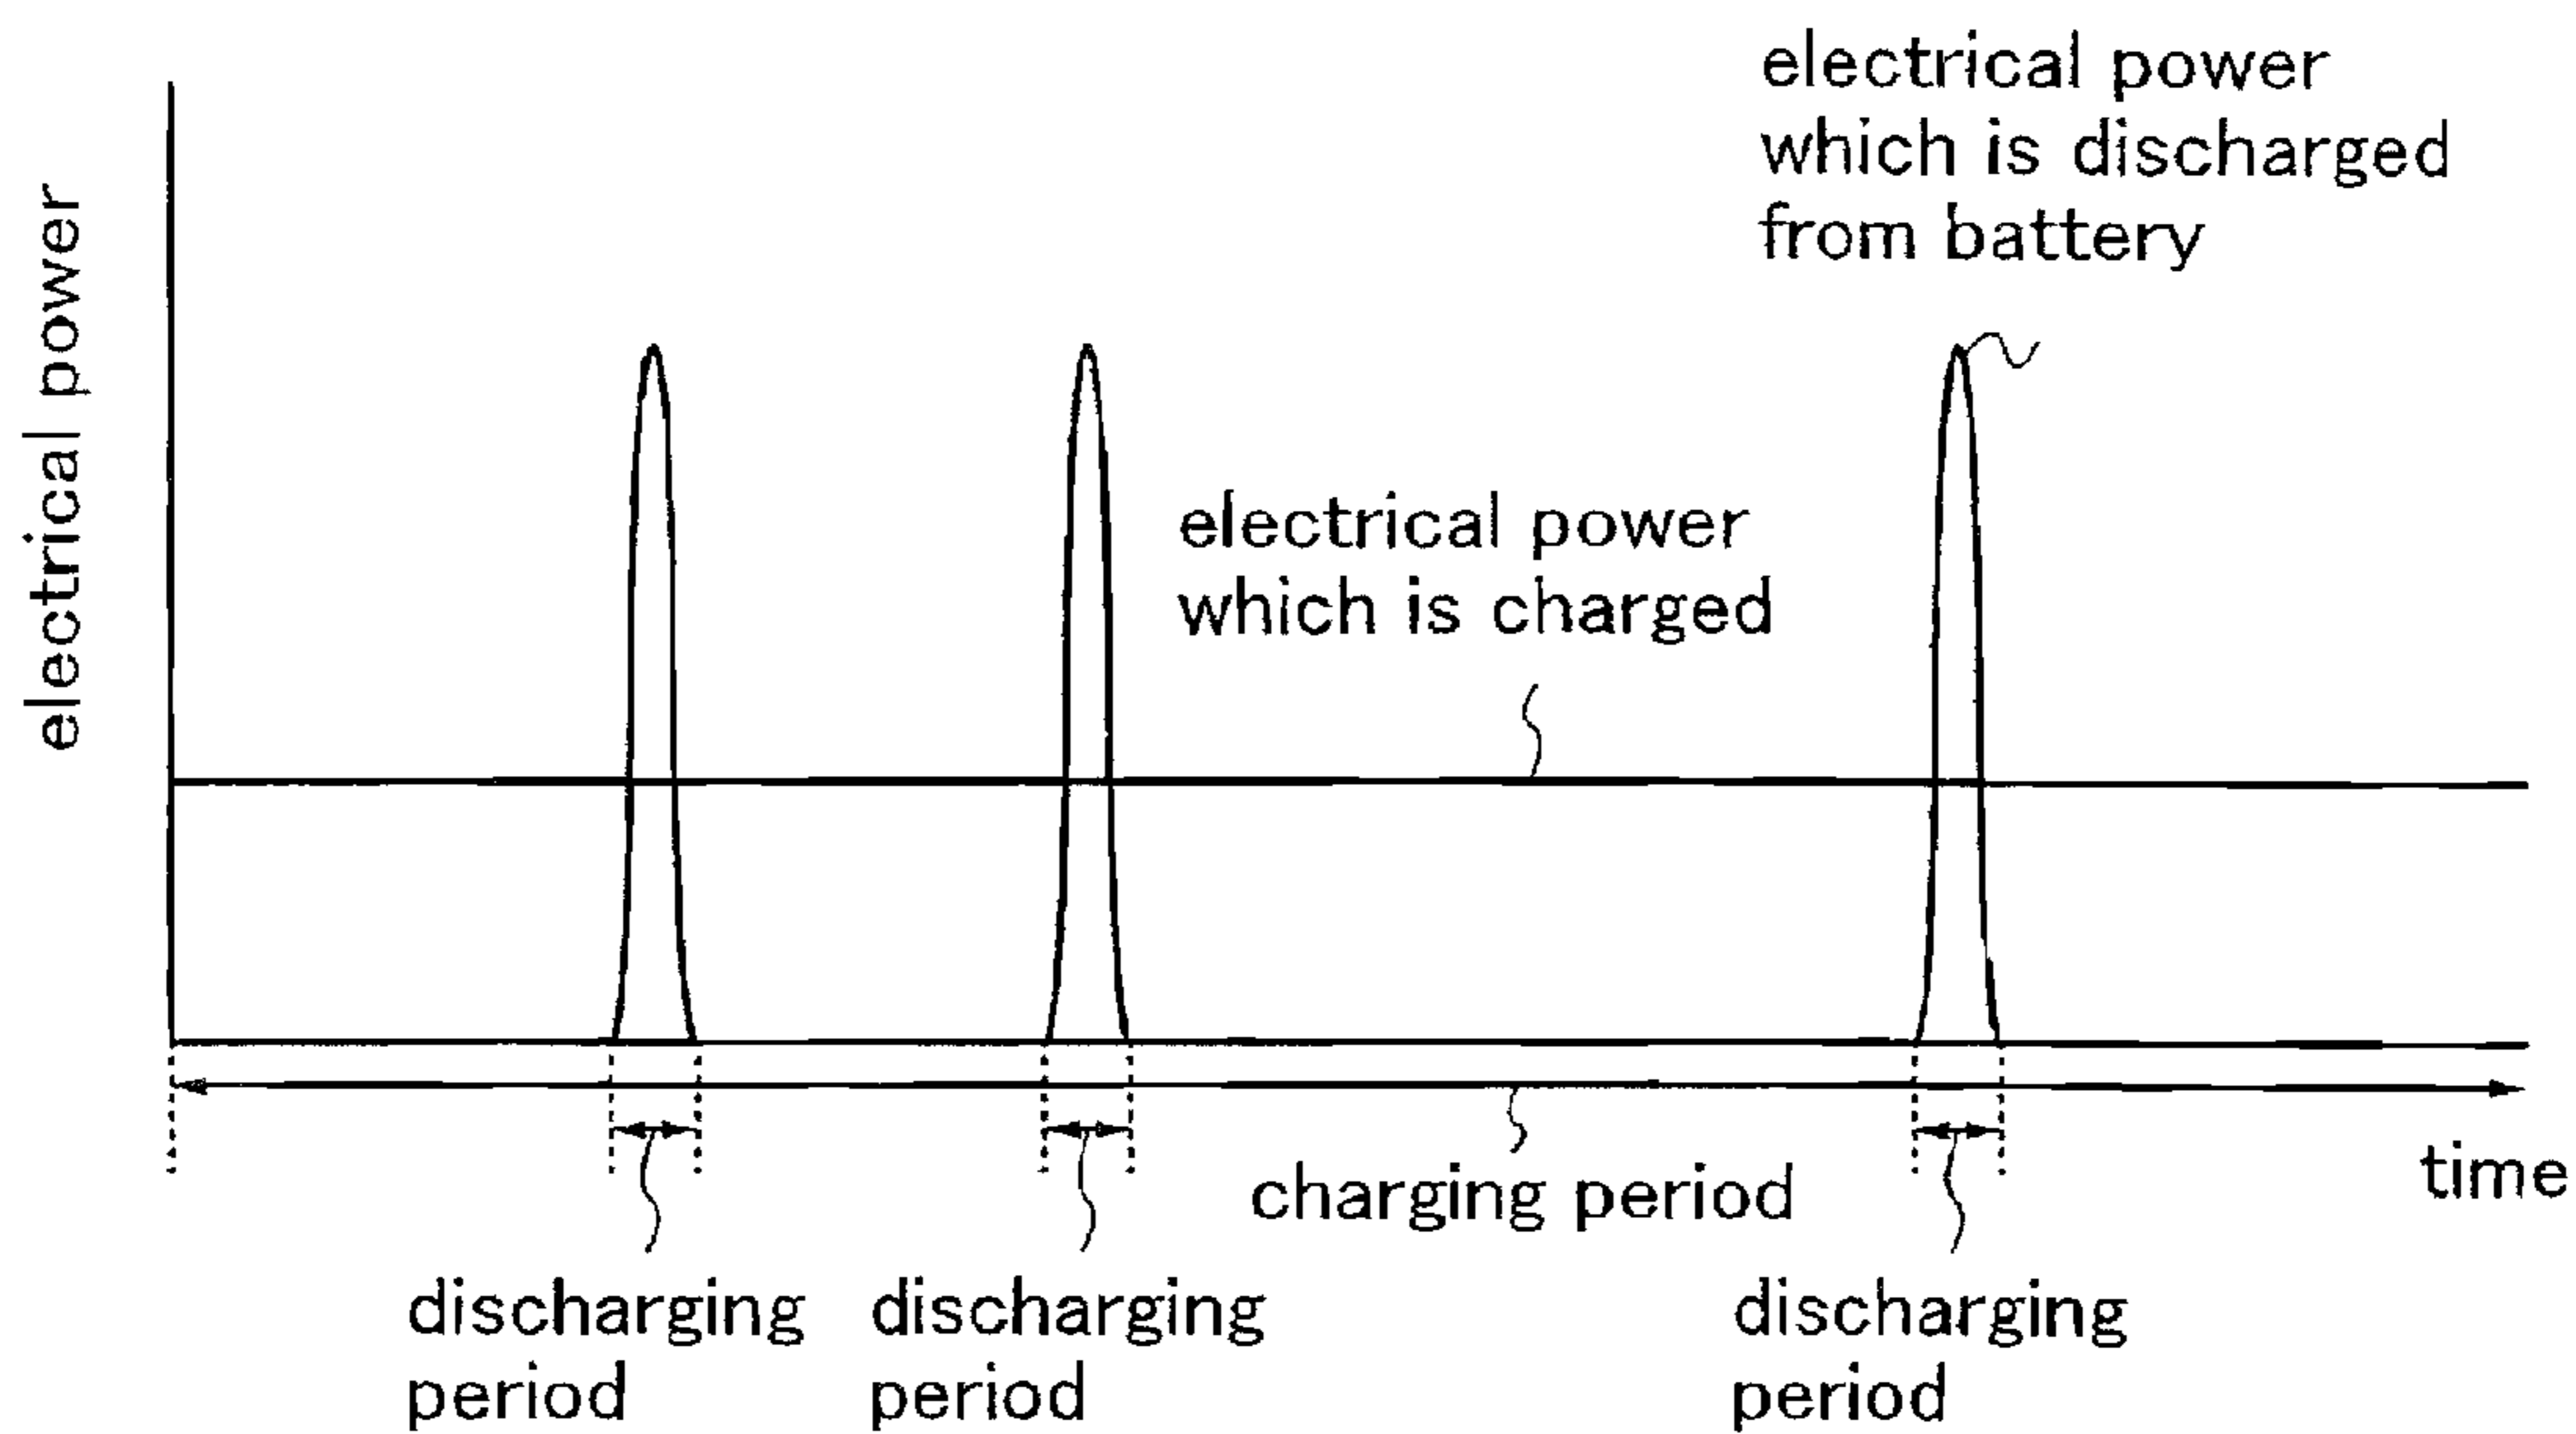 electrical power
which is discharged
from battery
electrical power
electrical power
which is charged
charging period
time
discharging
period
discharging
period
discharging
period